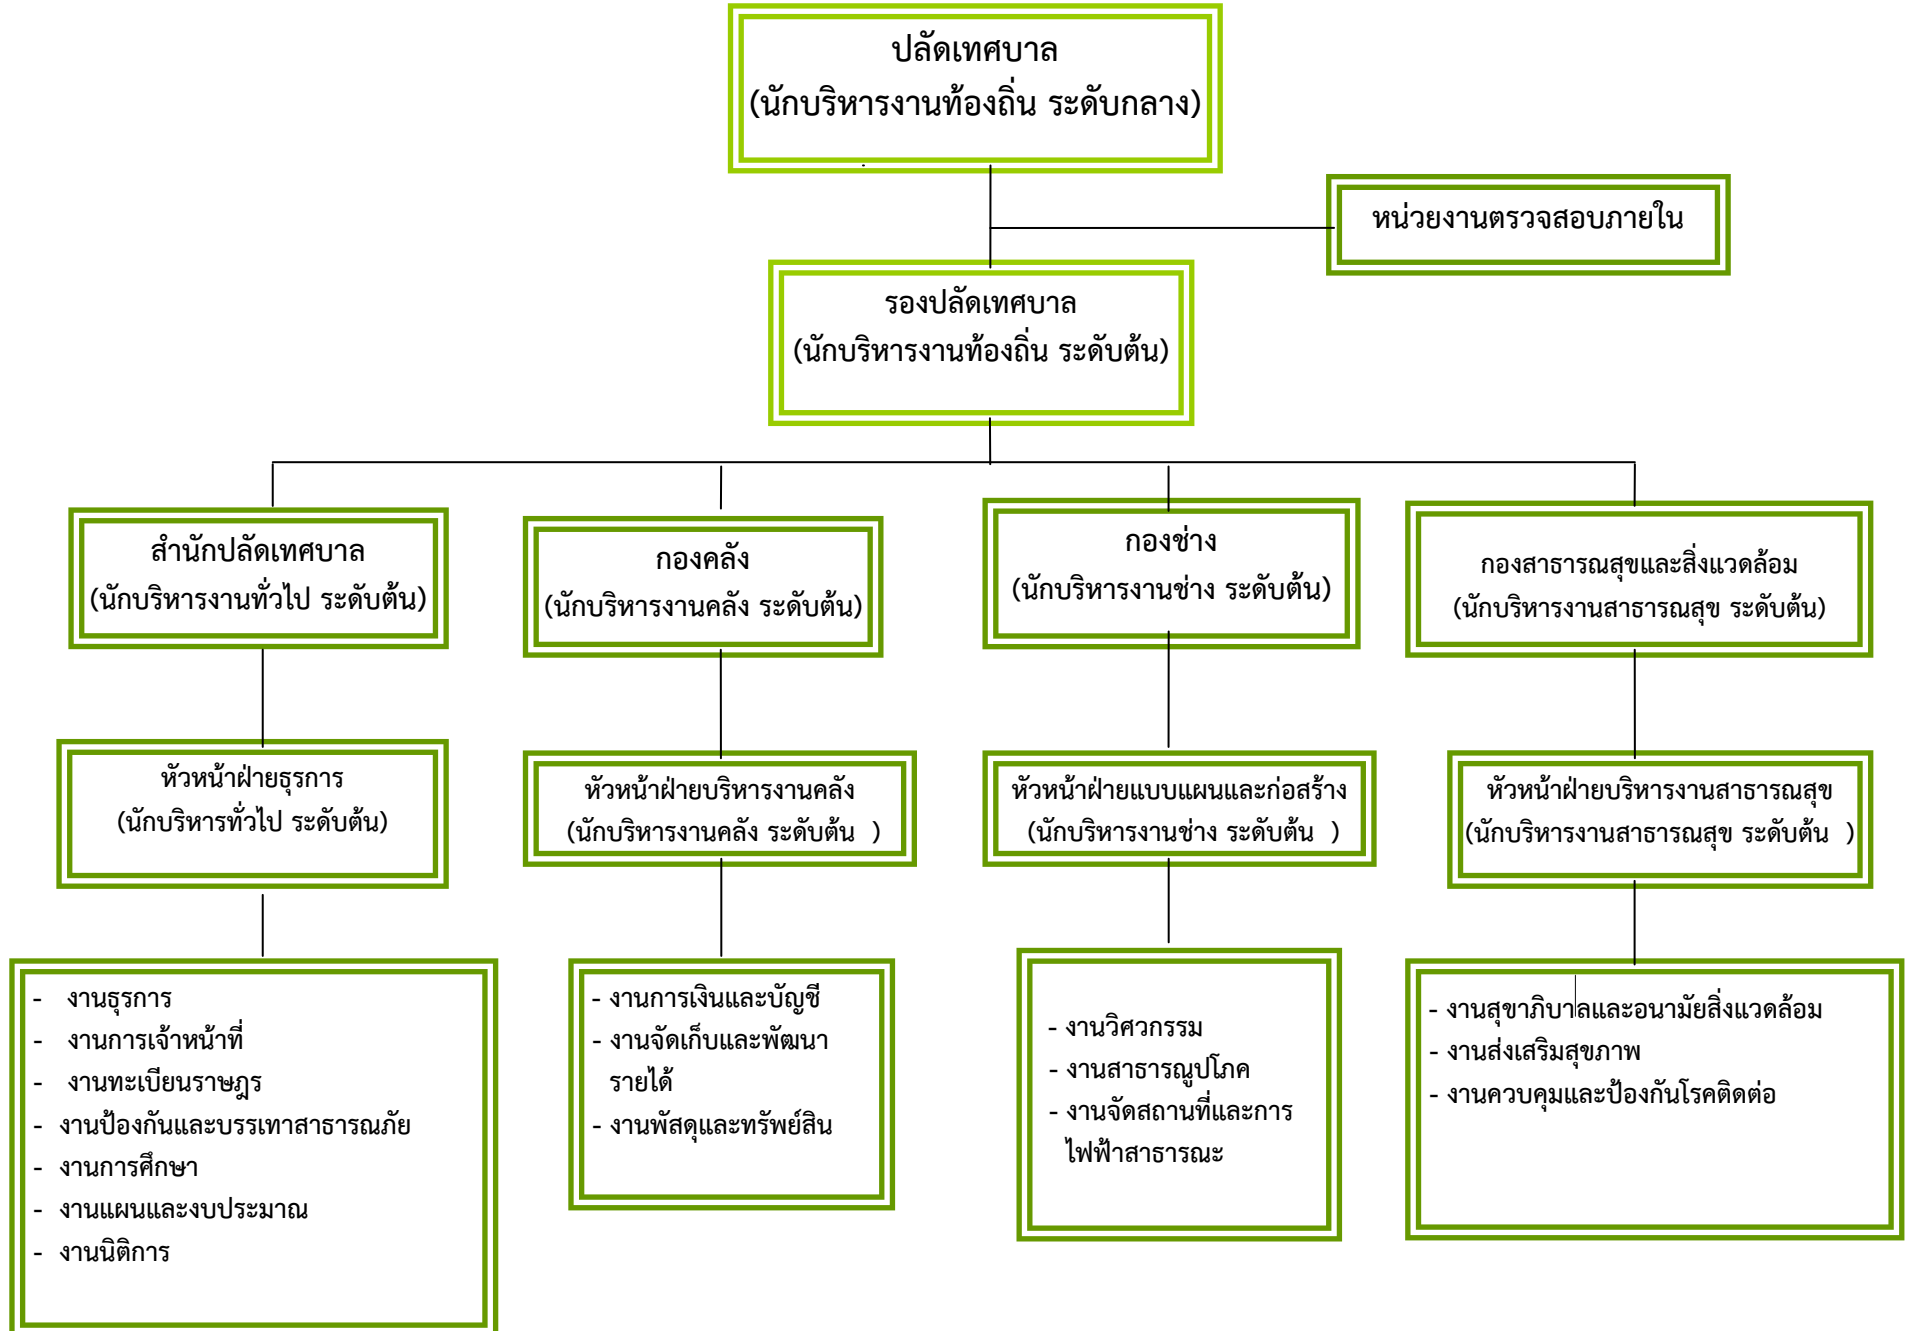 ปลัดเทศบาล
(นักบริหารงานท้องถิ่น ระดับกลาง)
หน่วยงานตรวจสอบภายใน
รองปลัดเทศบาล
(นักบริหารงานท้องถิ่น ระดับต้น)
สำนักปลัดเทศบาล
(นักบริหารงานทั่วไป ระดับต้น)
กองคลัง
(นักบริหารงานคลัง ระดับต้น)
กองช่าง
(นักบริหารงานช่าง ระดับต้น)
กองสาธารณสุขและสิ่งแวดล้อม
(นักบริหารงานสาธารณสุข ระดับต้น)
หัวหน้าฝ่ายธุรการ
(นักบริหารทั่วไป ระดับต้น)
หัวหน้าฝ่ายบริหารงานคลัง
(นักบริหารงานคลัง ระดับต้น )
หัวหน้าฝ่ายแบบแผนและก่อสร้าง
(นักบริหารงานช่าง ระดับต้น )
หัวหน้าฝ่ายบริหารงานสาธารณสุข
(นักบริหารงานสาธารณสุข ระดับต้น )
- งานธุรการ
- งานการเจ้าหน้าที่
- งานทะเบียนราษฎร
- งานป้องกันและบรรเทาสาธารณภัย
- งานการศึกษา
- งานแผนและงบประมาณ
- งานนิติการ
- งานการเงินและบัญชี
- งานจัดเก็บและพัฒนา
รายได้
- งานพัสดุและทรัพย์สิน
- งานวิศวกรรม
- งานสาธารณูปโภค
- งานจัดสถานที่และการ
ไฟฟ้าสาธารณะ
- งานสุขาภิบาลและอนามัยสิ่งแวดล้อม
- งานส่งเสริมสุขภาพ
- งานควบคุมและป้องกันโรคติดต่อ